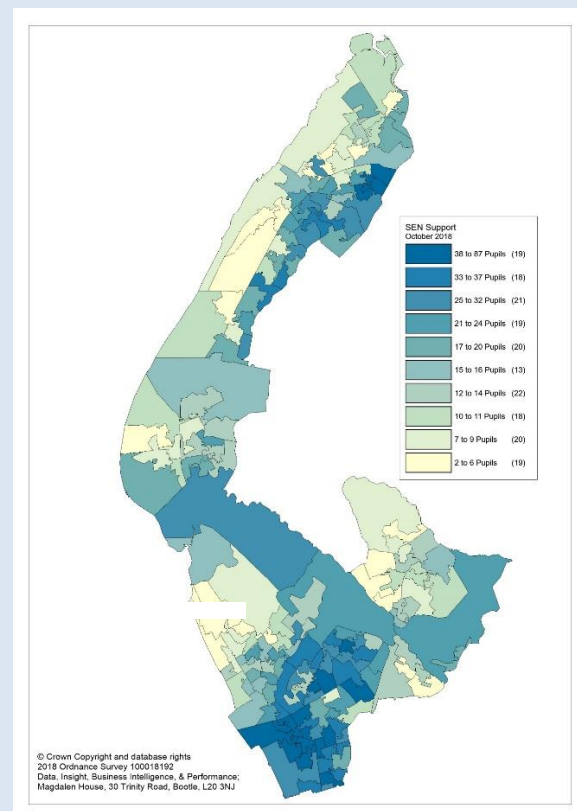 SEN Support
October 2018
38 to 87 Pupils (19)
33 to 37 Pupils (18)
25 to 32 Pupils (21)
21 to 24 Pupils (19)
17 to 20 Pupils (20)
15 to 16 Pupils (13)
12 to 14 Pupils (22)
10 to 11 Pupils (18)
7 to 9 Pupils (20)
2 to 6 Pupils (19)
© Crown Copyright and database rights
2018 Ordnance Survey 100018192
Data, Insight, Business Intelligence, & Performance;
Magdalen House, 30 Trinity Road, Bootle, L20 3NJ